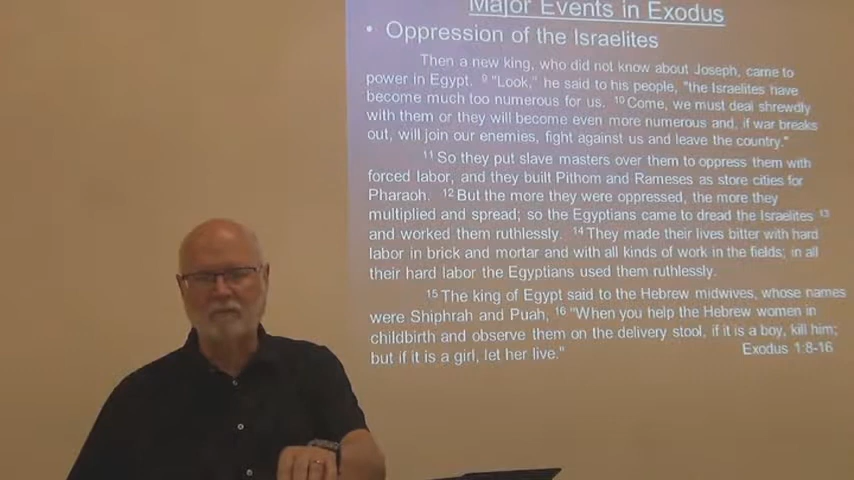 Major Events in Exodus
• Oppression of the Israelites
Then a new king, who did not know about Joseph, came to
power in Egypt. 9 "Look," he said to his people, "the Israelites have
become much too numerous for us. 10 Come, we must deal shrewdly
with them or they will become even more numerous and, if war breaks
out, will join our enemies, fight against us and leave the country."
11 So they put slave masters over them to oppress them with
forced labor, and they built Pithom and Rameses as store cities for
Pharaoh. 12 But the more they were oppressed, the more they
multiplied and spread; so the Egyptians came to dread the Israelites 13
and worked them ruthlessly. 14 They made their lives bitter with hard
labor in brick and mortar and with all kinds of work in the fields; in all
their hard labor the Egyptians used them ruthlessly.
15 The king of Egypt said to the Hebrew midwives, whose names
were Shiphrah and Puah, 16 "When you help the Hebrew women in
childbirth and observe them on the delivery stool, if it is a boy, kill him;
but if it is a girl, let her live." Exodus 1:8-16